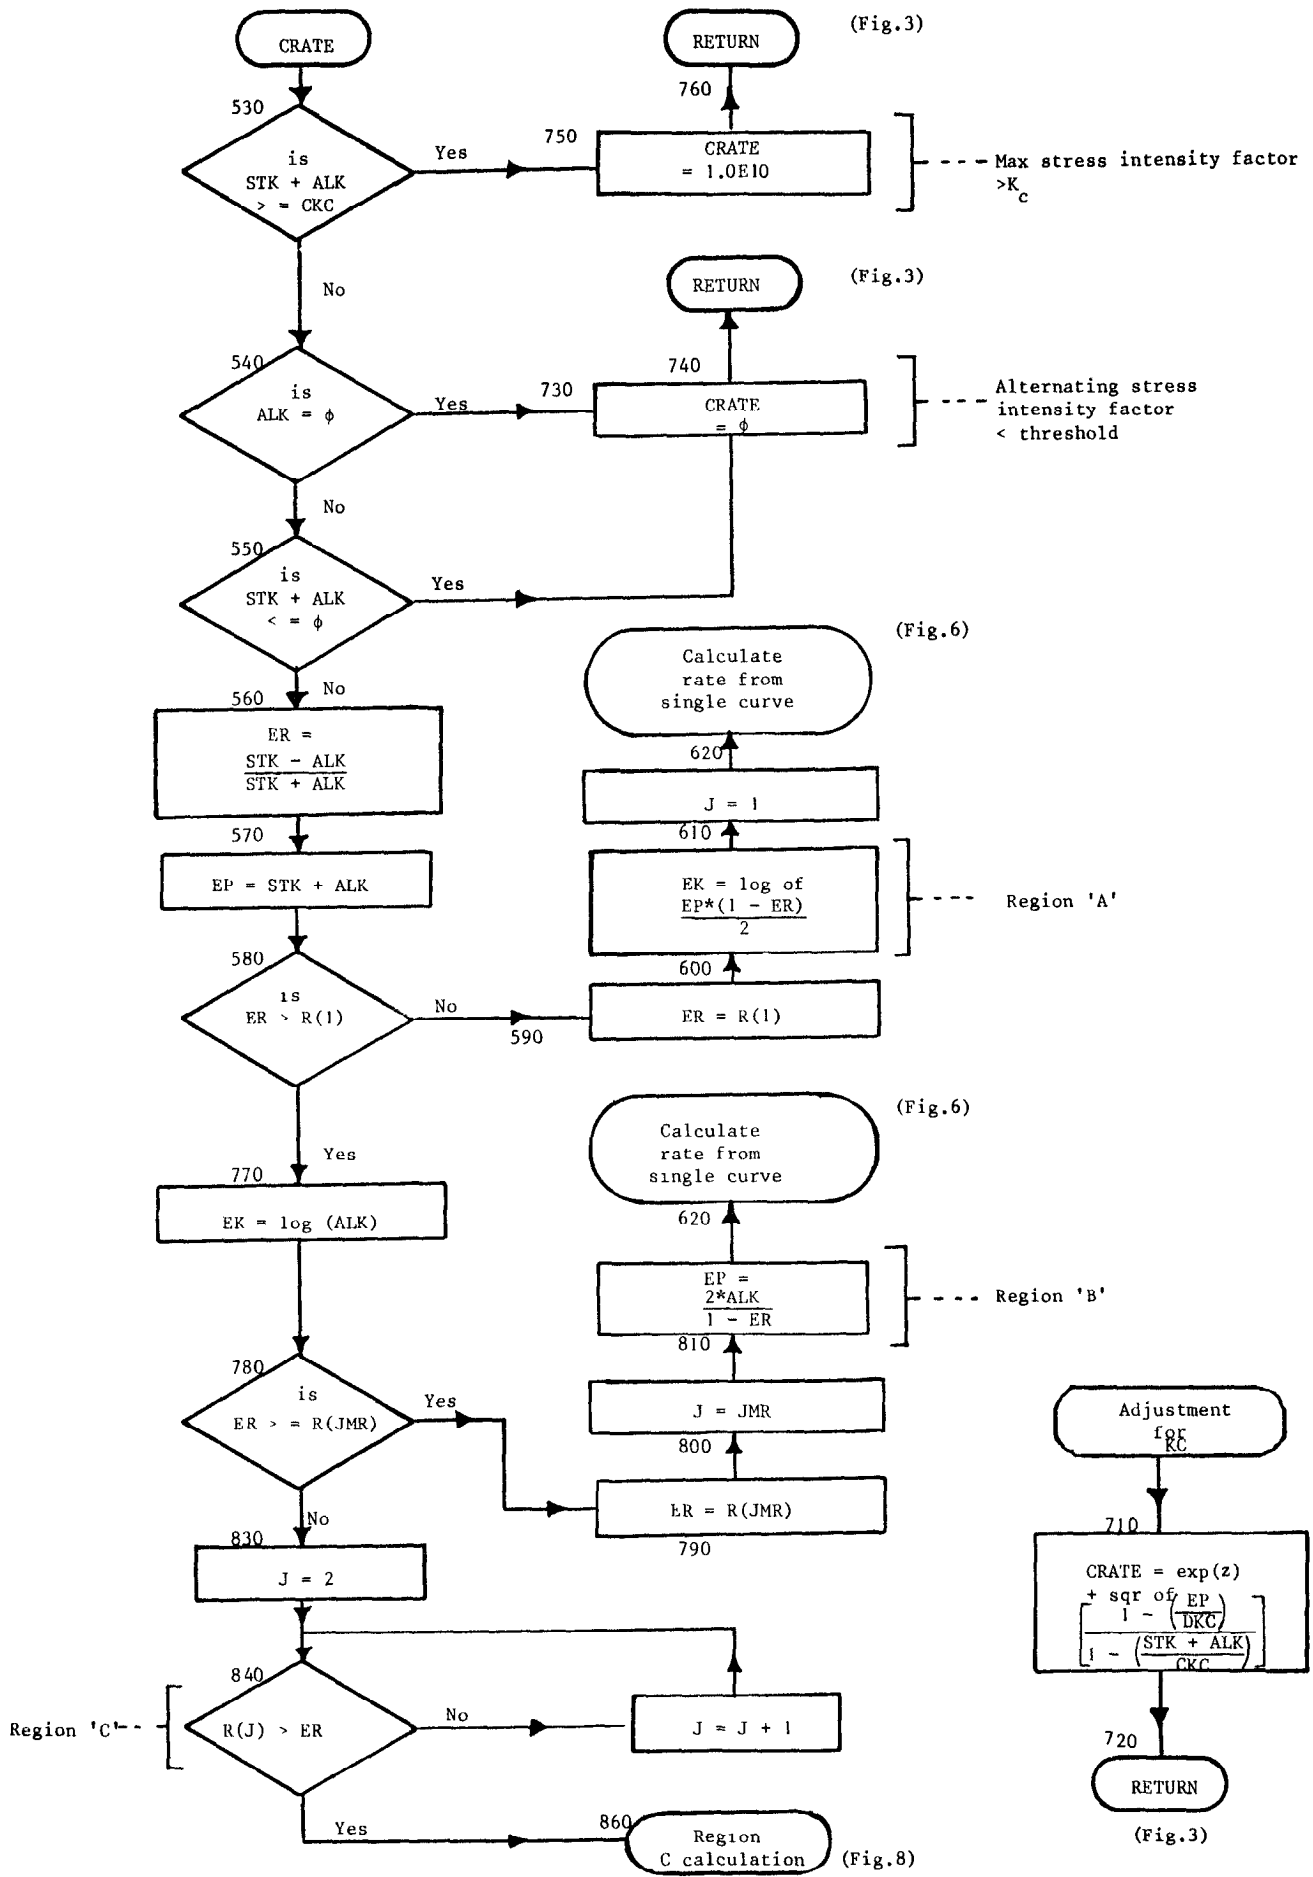 CRATE
RETURN
(Fig.3)
760
530
750
is
STK + ALK
> = CKC
Yes
CRATE
= 1.0E10
Max stress intensity factor
>Kc
No
RETURN
(Fig.3)
540
is
ALK = ϕ
Yes
730
740
CRATE
= ϕ
Alternating stress
intensity factor
< threshold
No
550
is
STK + ALK
< = ϕ
Yes
No
(Fig.6)
Calculate
rate from
single curve
620
J = 1
610
560
ER =
STK - ALK
STK + ALK
570
EP = STK + ALK
EK = log of
EP*(1 - ER)
2
Region 'A'
600
580
is
ER > R(1)
No
590
ER = R(1)
Yes
(Fig.6)
Calculate
rate from
single curve
620
770
EK = log (ALK)
EP =
2*ALK
1 - ER
Region 'B'
810
780
is
ER > = R(JMR)
Yes
J = JMR
800
ER = R(JMR)
790
No
830
J = 2
840
Region 'C'
R(J) > ER
No
J = J + 1
Yes
860
Region
C calculation
(Fig.8)
Adjustment
for
KC
710
CRATE = exp(z)
+ sqr of
1 - (EP
DKC)
1 - (STK + ALK
CKC)
720
RETURN
(Fig.3)